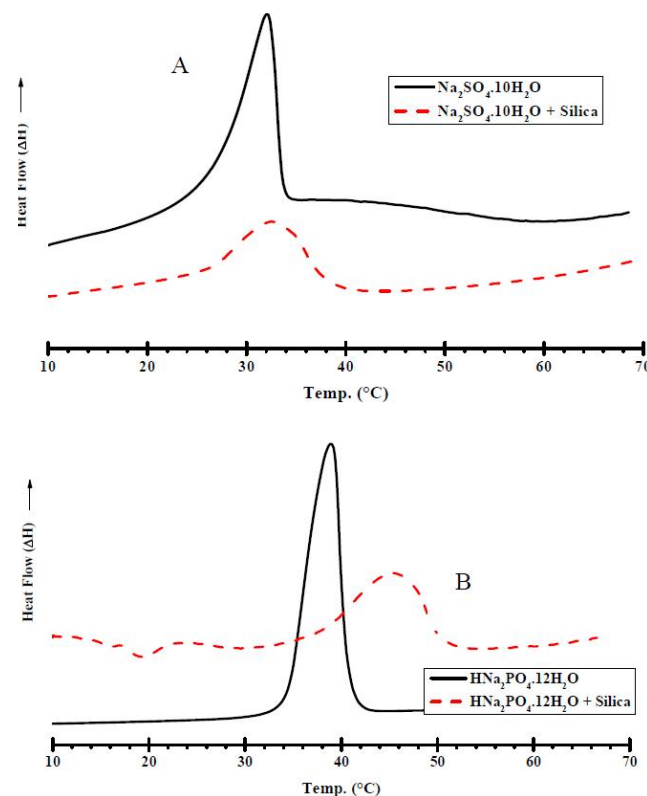 A
Na₂SO₄.10H₂O
Na₂SO₄.10H₂O + Silica
Heat Flow (ΔH)
10 20 30 40 50 60 70
Temp. (°C)
B
HNa₂PO₄.12H₂O
HNa₂PO₄.12H₂O + Silica
Heat Flow (ΔH)
10 20 30 40 50 60 70
Temp. (°C)